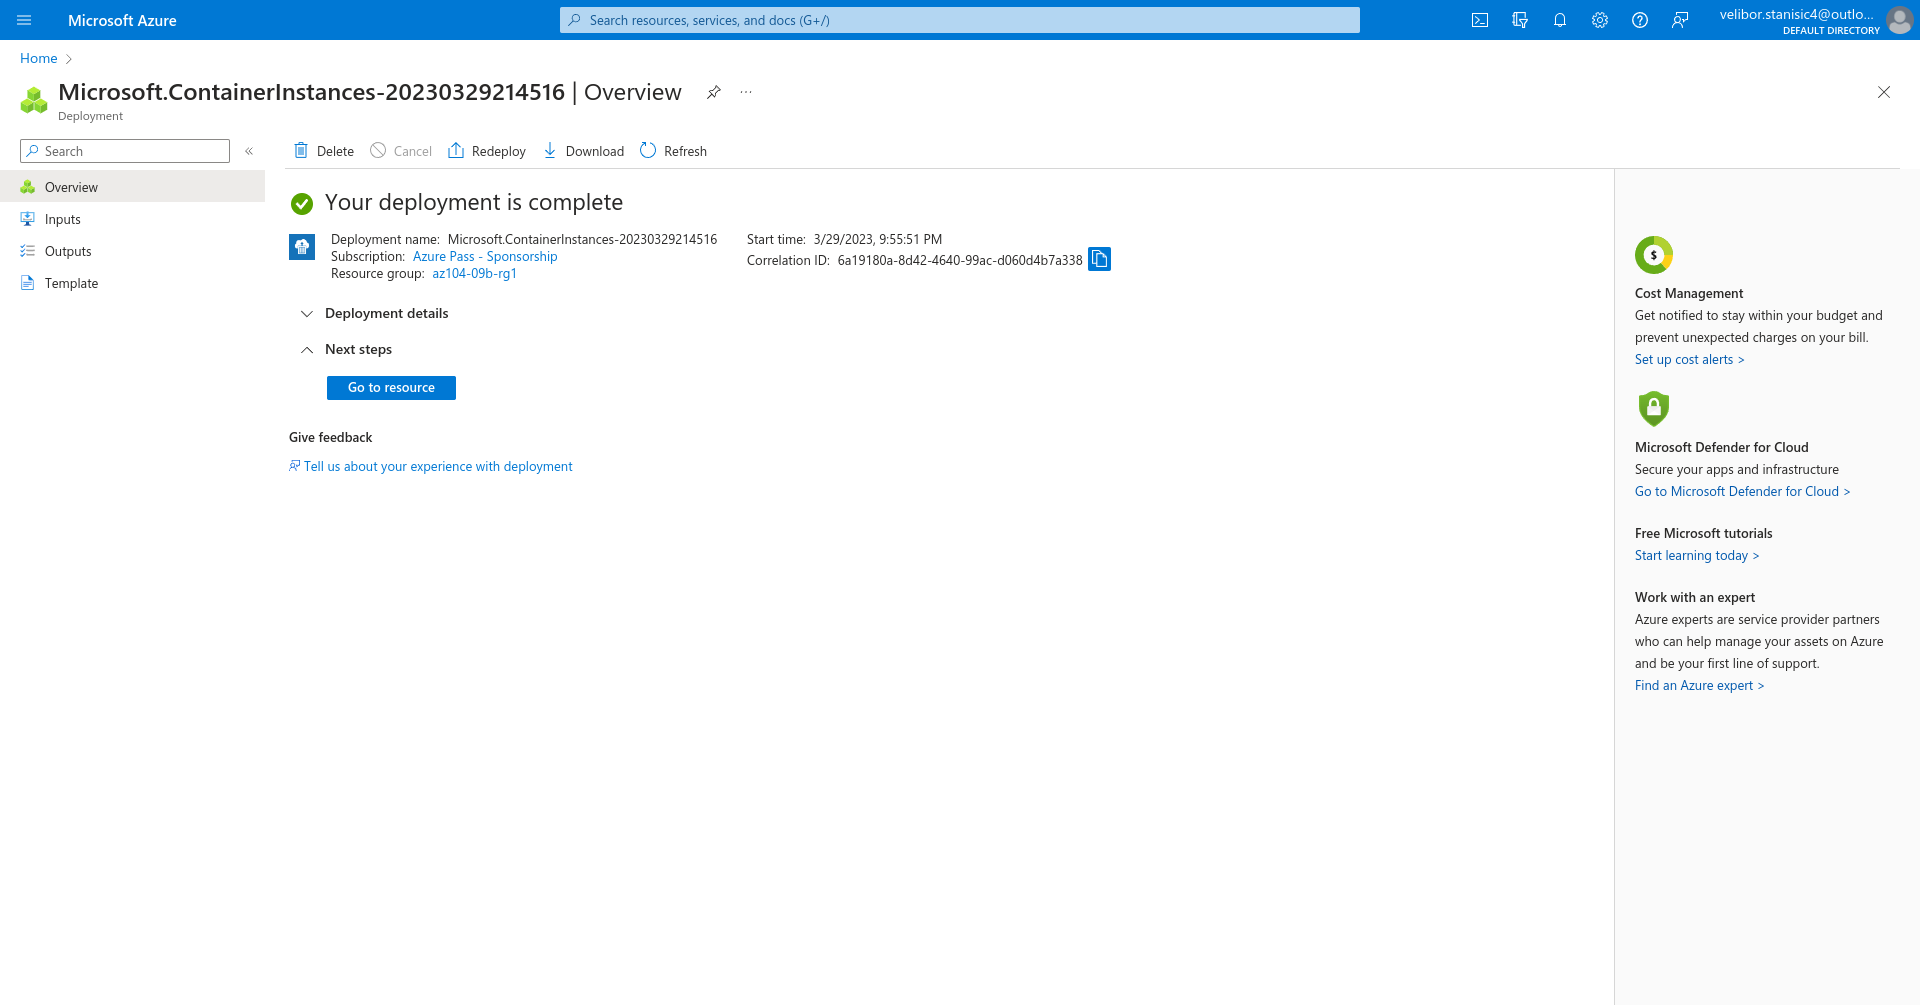 Microsoft Azure
Search resources, services, and docs (G+/)
velibor.stanisic4@outlo...
DEFAULT DIRECTORY
Home
Microsoft.ContainerInstances-20230329214516 | Overview
Deployment
Search
Delete
Cancel
Redeploy
Download
Refresh
Overview
Inputs
Outputs
Template
Your deployment is complete
Deployment name: Microsoft.ContainerInstances-20230329214516
Subscription: Azure Pass - Sponsorship
Resource group: az104-09b-rg1
Start time: 3/29/2023, 9:55:51 PM
Correlation ID: 6a19180a-8d42-4640-99ac-d060d4b7a338
Deployment details
Next steps
Go to resource
Give feedback
Tell us about your experience with deployment
$
Cost Management
Get notified to stay within your budget and
prevent unexpected charges on your bill.
Set up cost alerts >
Microsoft Defender for Cloud
Secure your apps and infrastructure
Go to Microsoft Defender for Cloud >
Free Microsoft tutorials
Start learning today >
Work with an expert
Azure experts are service provider partners
who can help manage your assets on Azure
and be your first line of support.
Find an Azure expert >